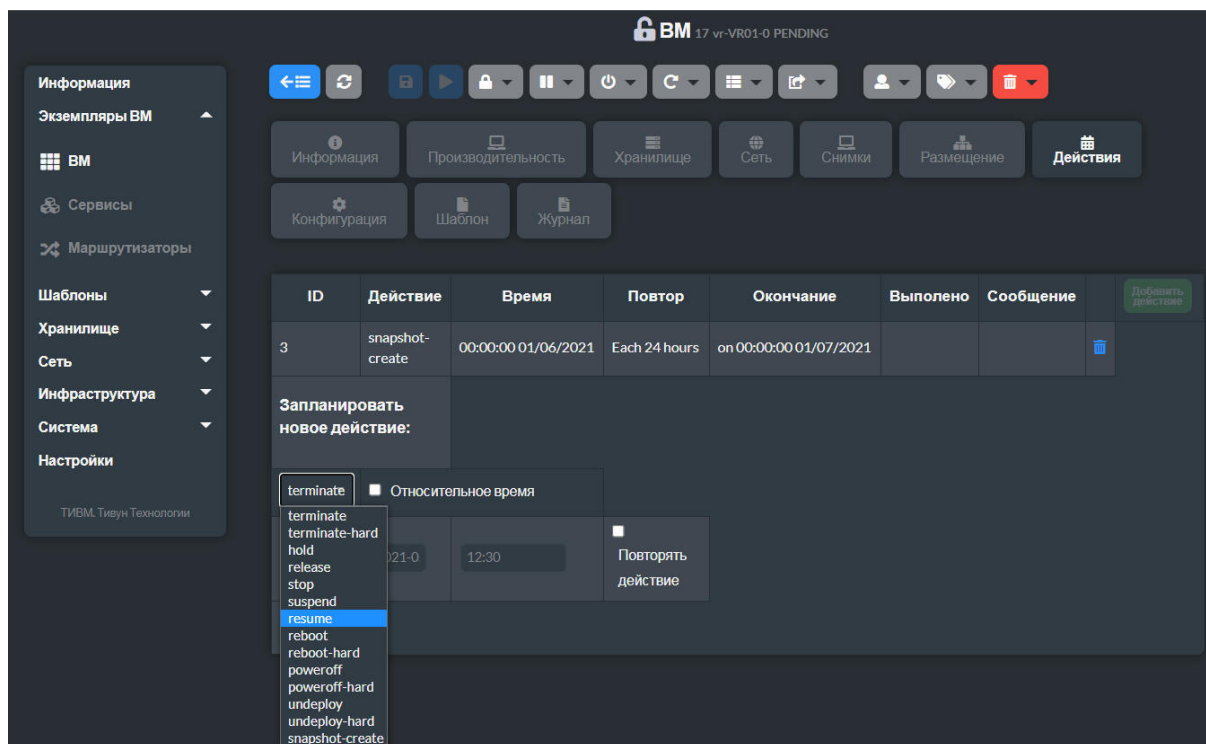 ВМ 17 vr-VR01-0 PENDING
Информация
Экземпляры ВМ
ВМ
Сервисы
Маршрутизаторы
Шаблоны
Хранилище
Сеть
Инфраструктура
Система
Настройки
ТИВМ. Тивун Технологии
Информация Производительность Хранилище Сеть Снимки Размещение Действия
Конфигурация Шаблон Журнал
ID Действие Время Повтор Окончание Выполено Сообщение Добавить
действие
3 snapshot-
create 00:00:00 01/06/2021 Each 24 hours on 00:00:00 01/07/2021
Запланировать
новое действие:
terminate Относительное время
terminate
terminate-hard
hold
release
stop
suspend
resume
reboot
reboot-hard
poweroff
poweroff-hard
undeploy
undeploy-hard
snapshot-create
021-0 12:30
Повторять
действие